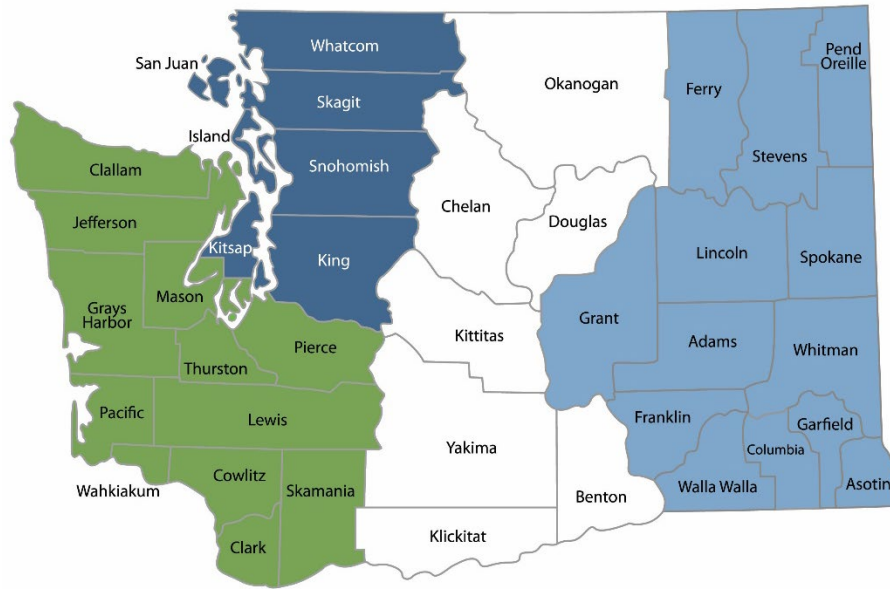 Whatcom
San Juan
Skagit
Island
Snohomish
Clallam
Jefferson
Kitsap
King
Mason
Grays
Harbor
Pierce
Thurston
Pacific
Lewis
Wahkiakum
Cowlitz
Skamania
Clark
Okanogan
Chelan
Douglas
Kittitas
Yakima
Benton
Klickitat
Ferry
Pend
Oreille
Stevens
Lincoln
Spokane
Grant
Adams
Whitman
Franklin
Garfield
Columbia
Walla Walla
Asotin